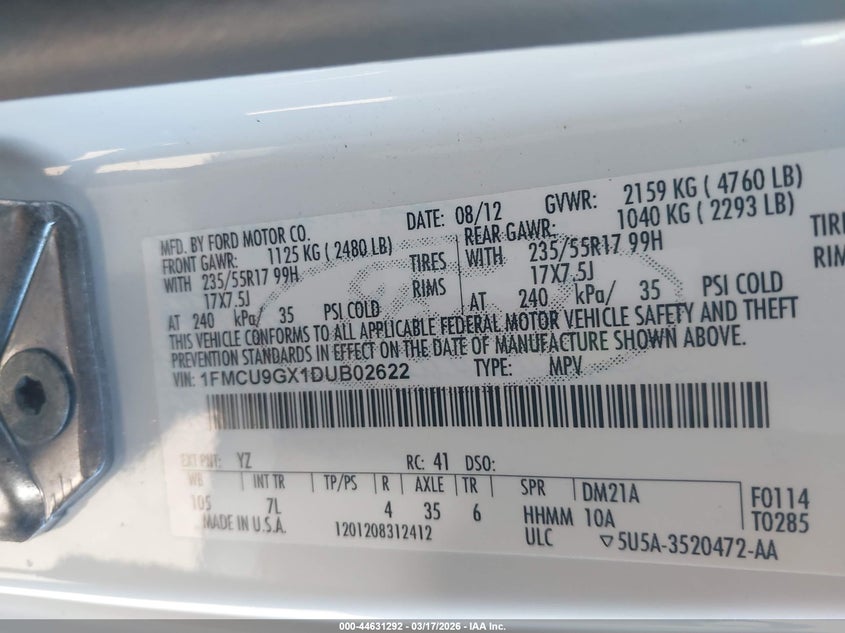 MFD. BY FORD MOTOR CO. DATE: 08/12 GVWR: 2159 KG ( 4760 LB)
FRONT GAWR: 1125 KG ( 2480 LB) REAR GAWR: 1040 KG ( 2293 LB)
WITH 235/55R17 99H TIRES WITH 235/55R17 99H TIRE
17X7.5J RIMS 17X7.5J RIM
AT 240 kPa/ 35 PSI COLD AT 240 kPa/ 35 PSI COLD
THIS VEHICLE CONFORMS TO ALL APPLICABLE FEDERAL MOTOR VEHICLE SAFETY AND THEFT
PREVENTION STANDARDS IN EFFECT ON THE DATE OF MANUFACTURE SHOWN ABOVE.
VIN: 1FMCU9GX1DUB02622 TYPE: MPV
EXT PNT: YZ RC: 41 DSO:
WB INT TR TP/PS R AXLE TR SPR DM21A F0114
105 7L 4 35 6 HHMM 10A T0285
MADE IN U.S.A. 1201208312412 ULC ▽5U5A-3520472-AA
000-44631292 - 03/17/2026 - IAA Inc.